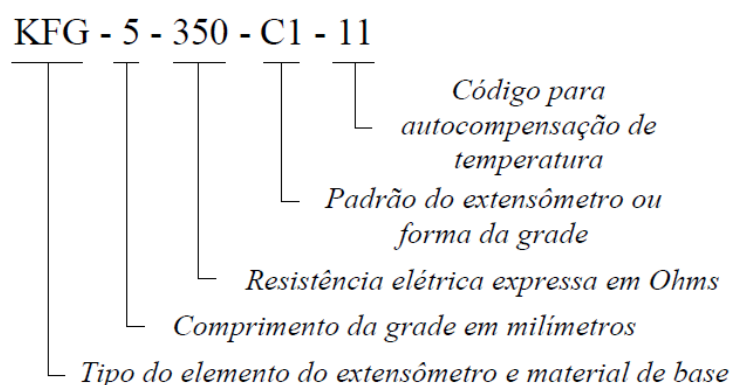 KFG - 5 - 350 - C1 - 11
Código para
autocompensação de
temperatura
Padrão do extensômetro ou
forma da grade
Resistência elétrica expressa em Ohms
Comprimento da grade em milímetros
Tipo do elemento do extensômetro e material de base